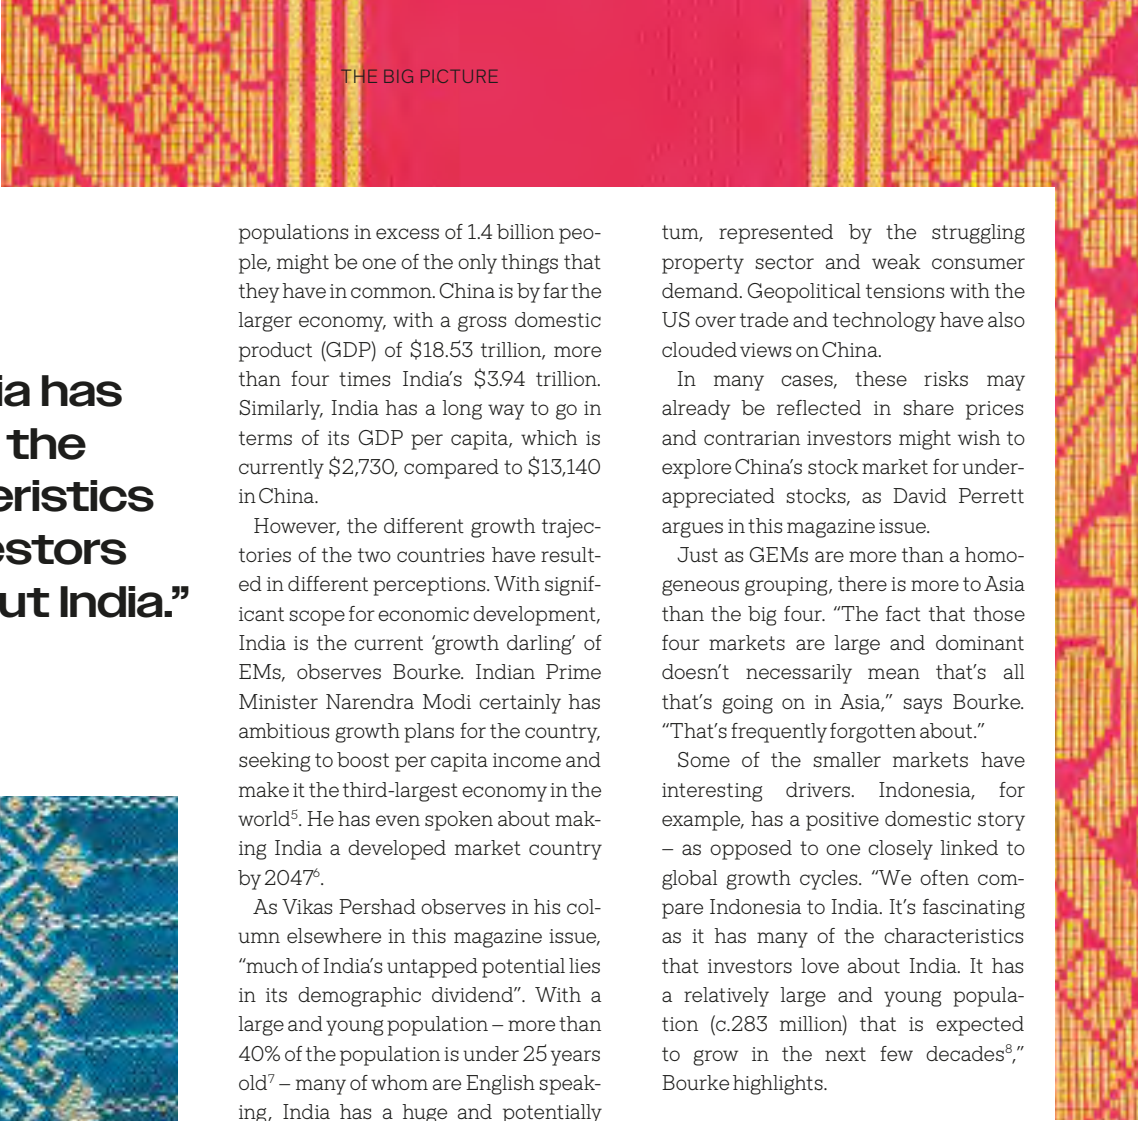 THE BIG PICTURE
ia has
the
eristics
estors
ut India.”
populations in excess of 1.4 billion peo-
ple, might be one of the only things that
they have in common. China is by far the
larger economy, with a gross domestic
product (GDP) of $18.53 trillion, more
than four times India’s $3.94 trillion.
Similarly, India has a long way to go in
terms of its GDP per capita, which is
currently $2,730, compared to $13,140
in China.
However, the different growth trajec-
tories of the two countries have result-
ed in different perceptions. With signif-
icant scope for economic development,
India is the current ‘growth darling’ of
EMs, observes Bourke. Indian Prime
Minister Narendra Modi certainly has
ambitious growth plans for the country,
seeking to boost per capita income and
make it the third-largest economy in the
world⁵. He has even spoken about mak-
ing India a developed market country
by 2047⁶.
As Vikas Pershad observes in his col-
umn elsewhere in this magazine issue,
“much of India’s untapped potential lies
in its demographic dividend”. With a
large and young population – more than
40% of the population is under 25 years
old⁷ – many of whom are English speak-
ing, India has a huge and potentially
tum, represented by the struggling
property sector and weak consumer
demand. Geopolitical tensions with the
US over trade and technology have also
clouded views on China.
In many cases, these risks may
already be reflected in share prices
and contrarian investors might wish to
explore China’s stock market for under-
appreciated stocks, as David Perrett
argues in this magazine issue.
Just as GEMs are more than a homo-
geneous grouping, there is more to Asia
than the big four. “The fact that those
four markets are large and dominant
doesn’t necessarily mean that’s all
that’s going on in Asia,” says Bourke.
“That’s frequently forgotten about.”
Some of the smaller markets have
interesting drivers. Indonesia, for
example, has a positive domestic story
– as opposed to one closely linked to
global growth cycles. “We often com-
pare Indonesia to India. It’s fascinating
as it has many of the characteristics
that investors love about India. It has
a relatively large and young popula-
tion (c.283 million) that is expected
to grow in the next few decades⁸,”
Bourke highlights.